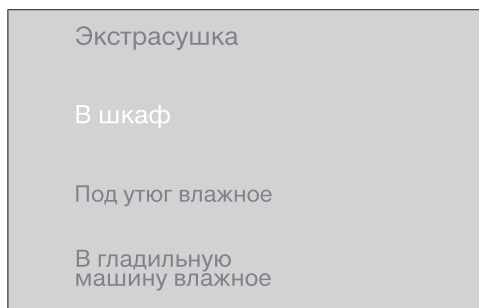 Экстрасушка
В шкаф
Под утюг влажное
В гладильную
машину влажное